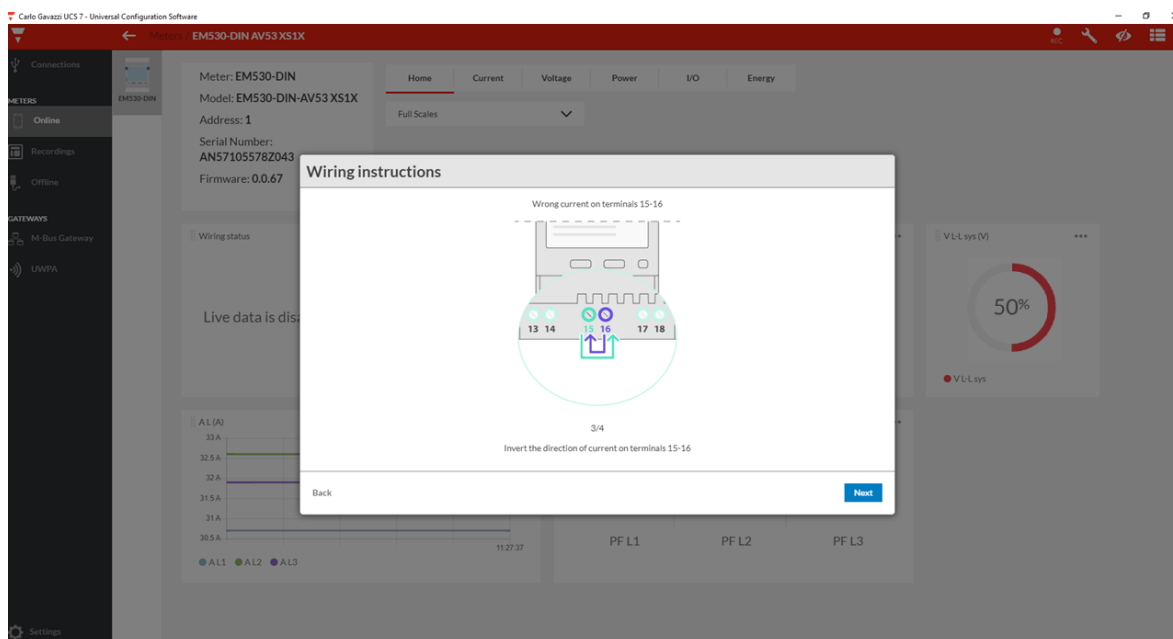 Carlo Gavazzi UCS 7 - Universal Configuration Software
Meters / EM530-DIN AV53 XS1X
REC
Connections
METERS
Online
Recordings
Offline
GATEWAYS
M-Bus Gateway
UWPA
Settings
EM530-DIN
Meter: EM530-DIN
Model: EM530-DIN-AV53 XS1X
Address: 1
Serial Number:
AN57105578Z043
Firmware: 0.0.67
Home Current Voltage Power I/O Energy
Full Scales
Wiring status
Live data is disa
Wiring instructions
Wrong current on terminals 15-16
13 14 15 16 17 18
3/4
Invert the direction of current on terminals 15-16
Back Next
V L-L sys (V)
50%
V L-L sys
A L (A)
33 A
32.5 A
32 A
31.5 A
31 A
30.5 A
11:27:37
A L1 A L2 A L3
PF L1 PF L2 PF L3